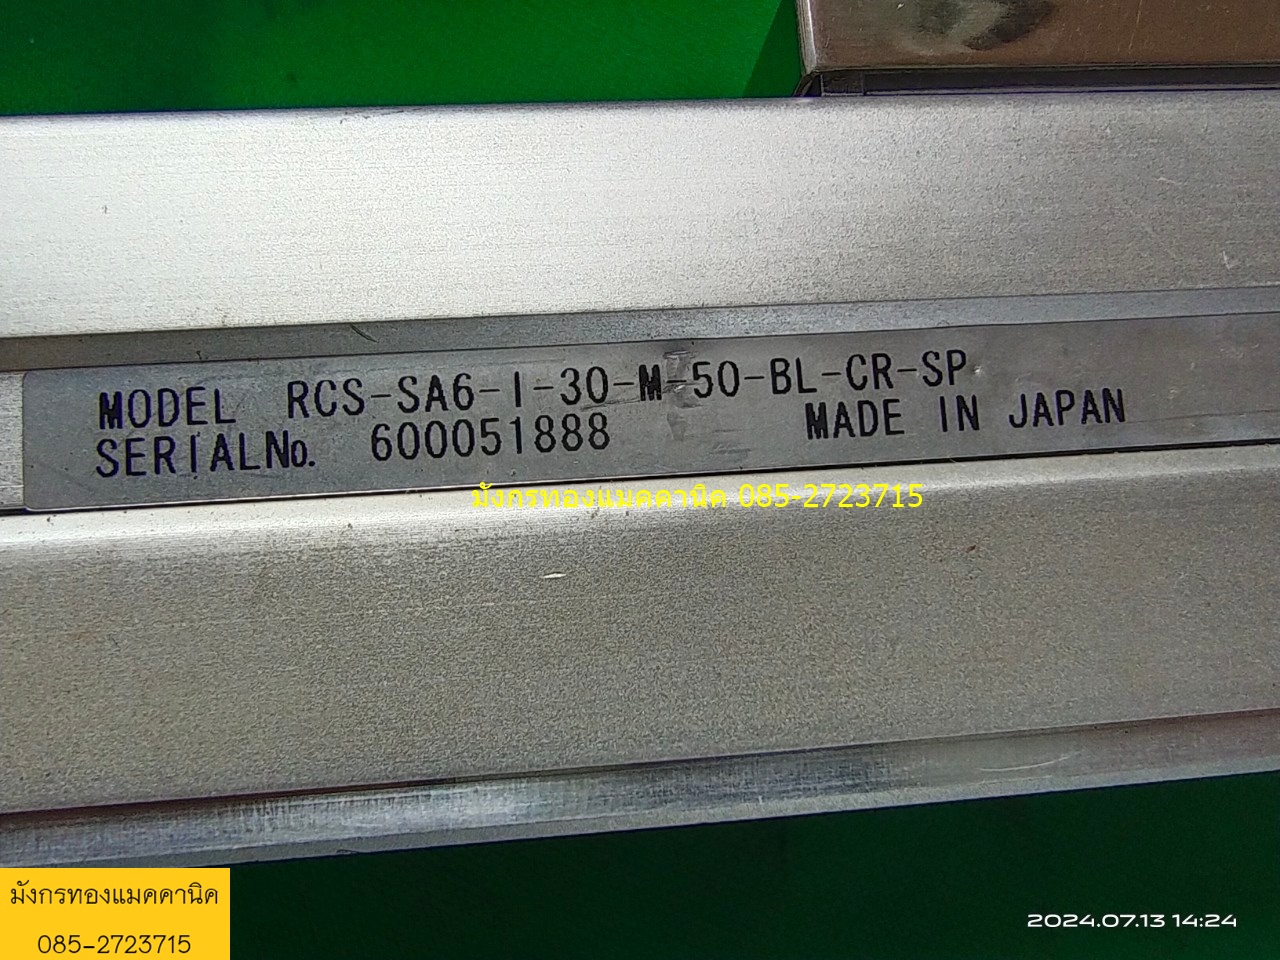 MODEL RCS-SA6-I-30-M-50-BL-CR-SP
SERIALNo. 600051888 MADE IN JAPAN
มังกรทองแมคคานิค 085-2723715
มังกรทองแมคคานิค
085-2723715
2024.07.13 14:24